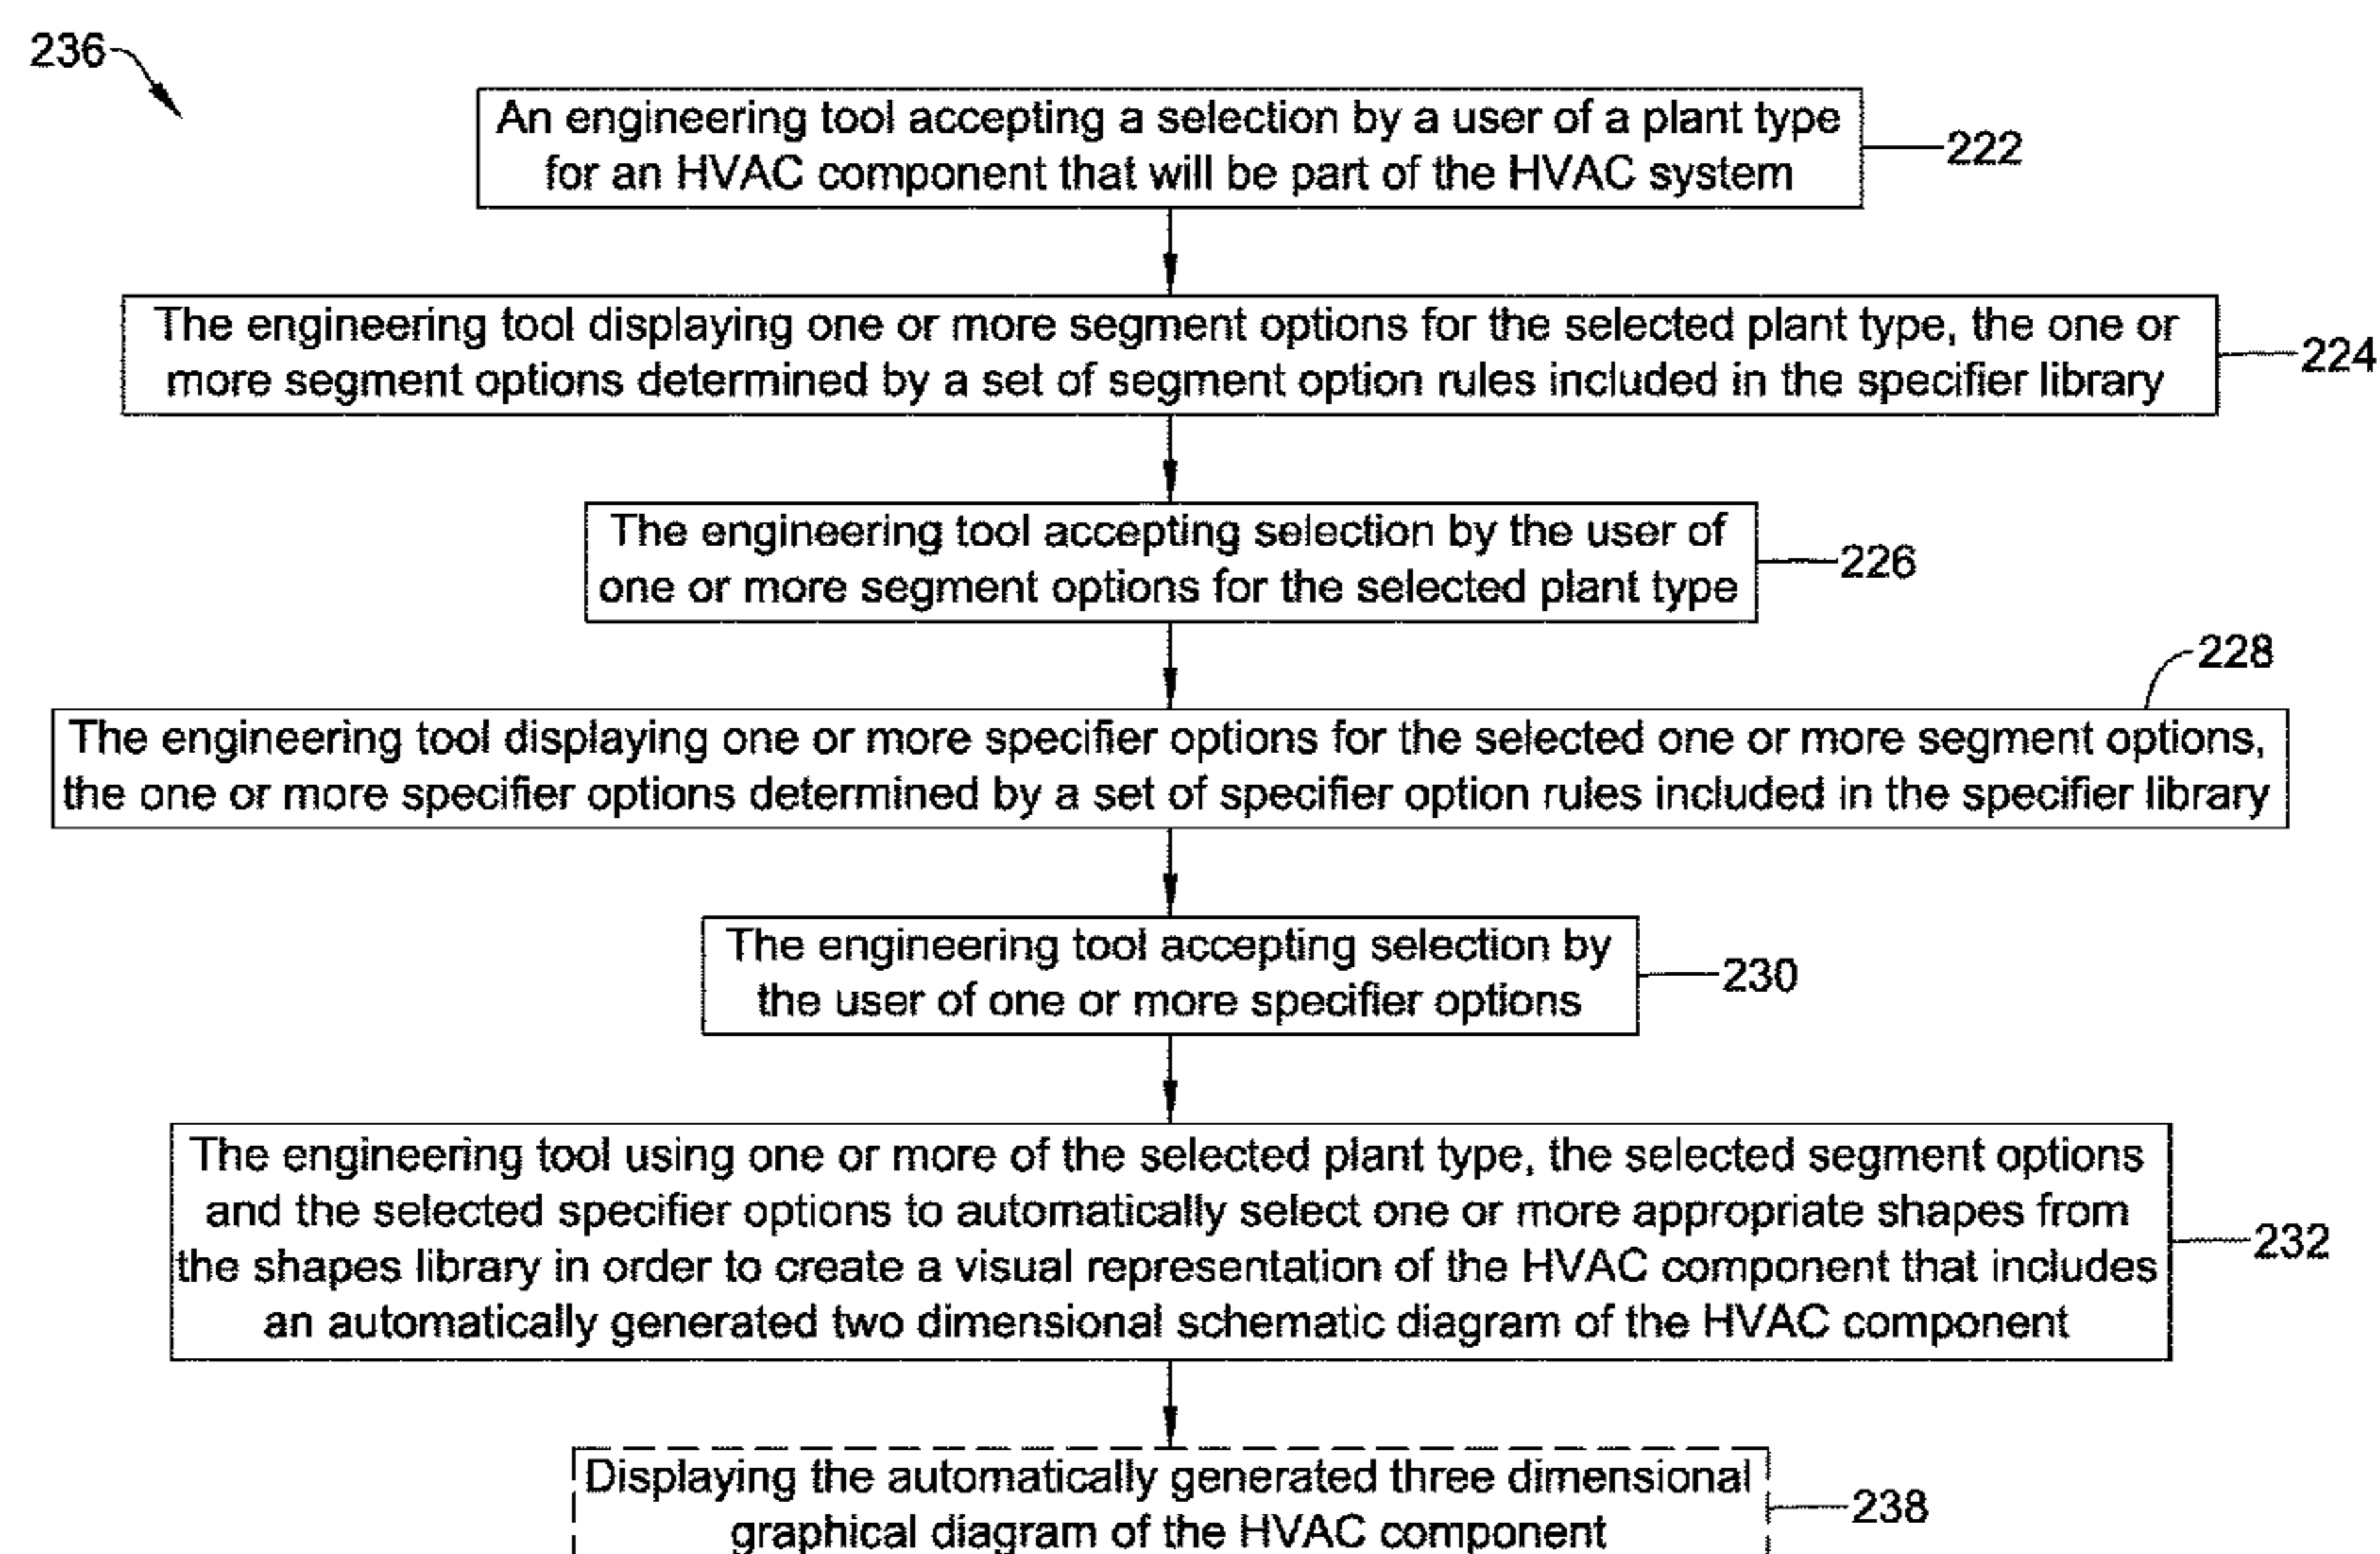 236
An engineering tool accepting a selection by a user of a plant type
for an HVAC component that will be part of the HVAC system
222
The engineering tool displaying one or more segment options for the selected plant type, the one or
more segment options determined by a set of segment option rules included in the specifier library
224
The engineering tool accepting selection by the user of
one or more segment options for the selected plant type
226
228
The engineering tool displaying one or more specifier options for the selected one or more segment options,
the one or more specifier options determined by a set of specifier option rules included in the specifier library
The engineering tool accepting selection by
the user of one or more specifier options
230
The engineering tool using one or more of the selected plant type, the selected segment options
and the selected specifier options to automatically select one or more appropriate shapes from
the shapes library in order to create a visual representation of the HVAC component that includes
an automatically generated two dimensional schematic diagram of the HVAC component
232
Displaying the automatically generated three dimensional
graphical diagram of the HVAC component
238